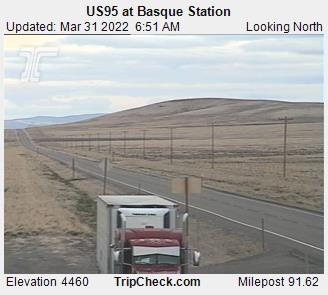 US95 at Basque Station
Updated: Mar 31 2022 6:51 AM Looking North
Elevation 4460 TripCheck.com Milepost 91.62